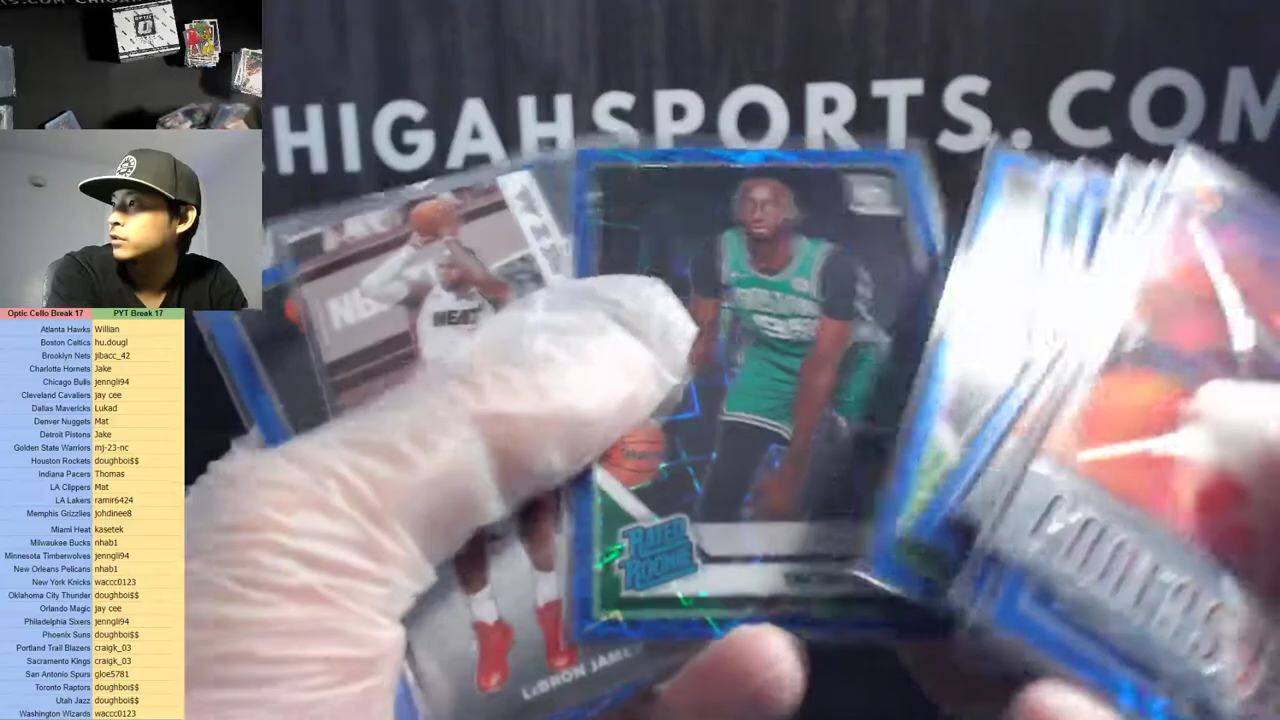 OPTIC
HIGAHSPORTS.COM
NB
HEAT
RATED
ROOKIE
LeBRON JAMES
Optic Cello Break 17 PYT Break 17
Atlanta Hawks Willian
Boston Celtics hu.dougl
Brooklyn Nets jibacc_42
Charlotte Hornets Jake
Chicago Bulls jenngli94
Cleveland Cavaliers jay cee
Dallas Mavericks Lukad
Denver Nuggets Mat
Detroit Pistons Jake
Golden State Warriors mj-23-nc
Houston Rockets doughboi$$
Indiana Pacers Thomas
LA Clippers Mat
LA Lakers ramir6424
Memphis Grizzlies johdinee8
Miami Heat kasetek
Milwaukee Bucks nhab1
Minnesota Timberwolves jenngli94
New Orleans Pelicans nhab1
New York Knicks waccc0123
Oklahoma City Thunder doughboi$$
Orlando Magic jay cee
Philadelphia Sixers jenngli94
Phoenix Suns doughboi$$
Portland Trail Blazers craigk_03
Sacramento Kings craigk_03
San Antonio Spurs gloe5781
Toronto Raptors doughboi$$
Utah Jazz doughboi$$
Washington Wizards waccc0123